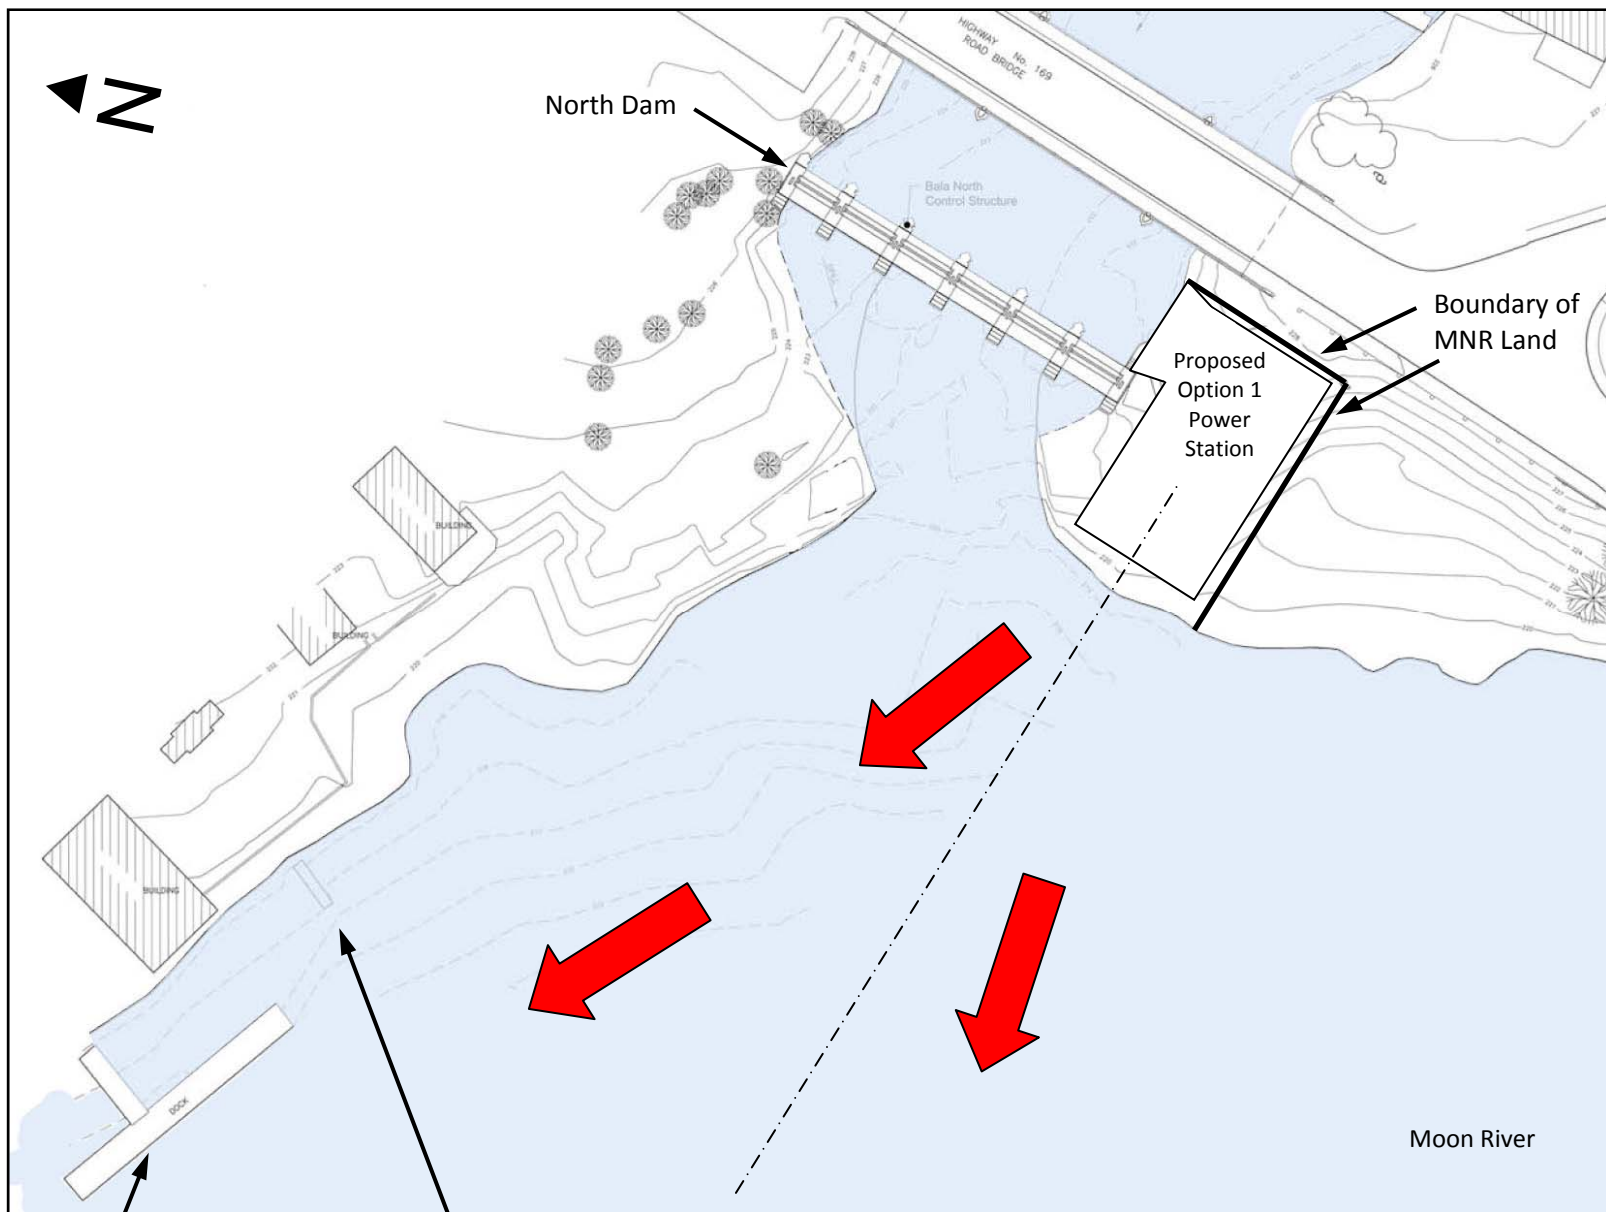 HIGHWAY No. 169
ROAD BRIDGE
N
North Dam
Bala North
Control Structure
Boundary of
MNR Land
Proposed
Option 1
Power
Station
BUILDING
BUILDING
BUILDING
DOCK
Moon River